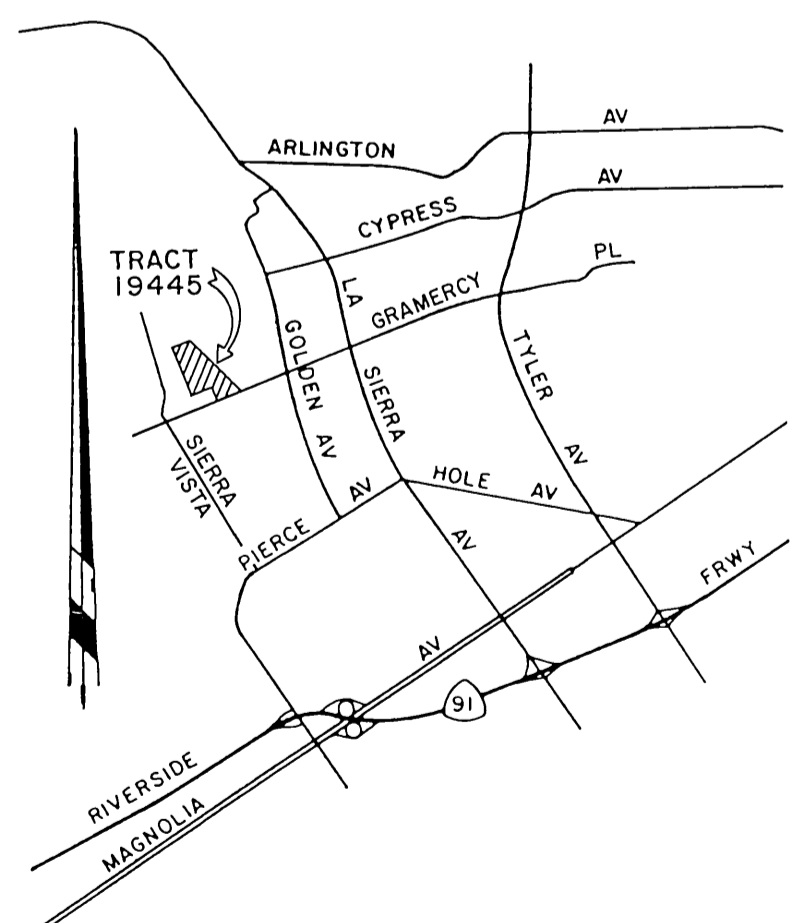 AV
ARLINGTON
AV
CYPRESS
TRACT
19445
PL
LA
GRAMERCY
GOLDEN AV
SIERRA
TYLER
AV
SIERRA
VISTA
HOLE AV
PIERCE AV
AV
FRWY
AV
91
RIVERSIDE
MAGNOLIA